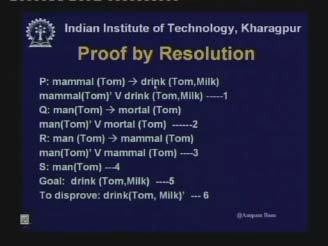 Indian Institute of Technology, Kharagpur
Proof by Resolution
P: mammal (Tom) → drink (Tom,Milk)
mammal(Tom)' V drink (Tom,Milk) -----1
Q: man(Tom) → mortal (Tom)
man(Tom)' V mortal (Tom) ------2
R: man (Tom) → mammal (Tom)
man(Tom)' V mammal (Tom) ----3
S: man(Tom) ---4
Goal: drink (Tom,Milk) ----5
To disprove: drink(Tom, Milk)' --- 6
@Anupam Basu